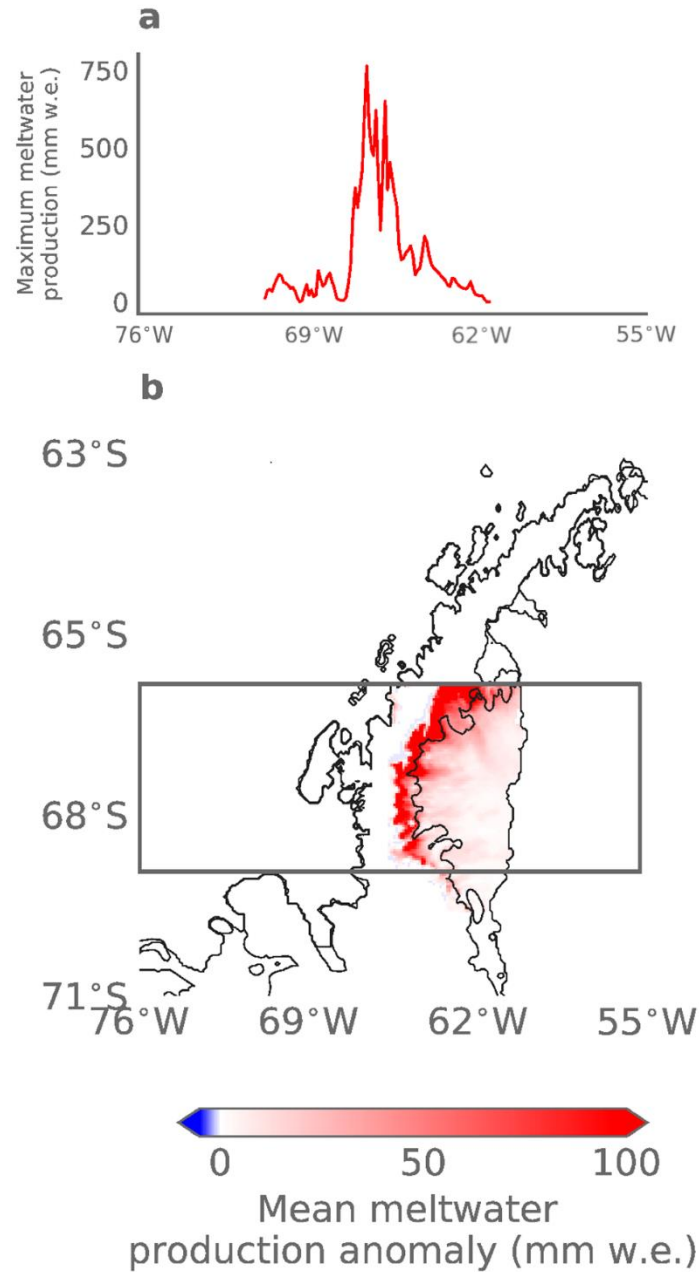 a
Maximum meltwater
production (mm w.e.)
750
500
250
0
76°W 69°W 62°W 55°W
b
63°S
65°S
68°S
71°S
76°W 69°W 62°W 55°W
0 50 100
Mean meltwater
production anomaly (mm w.e.)